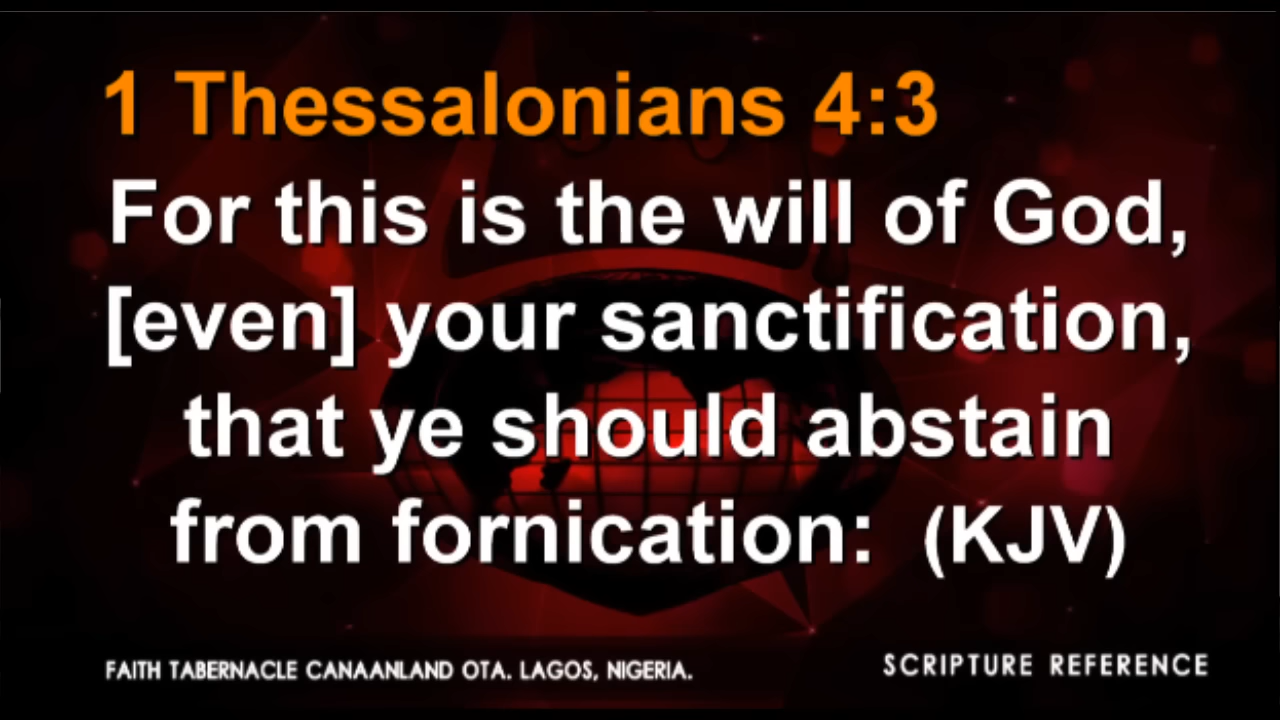 1 Thessalonians 4:3
For this is the will of God,
[even] your sanctification,
that ye should abstain
from fornication:  (KJV)
FAITH TABERNACLE CANAANLAND OTA. LAGOS, NIGERIA.
SCRIPTURE REFERENCE